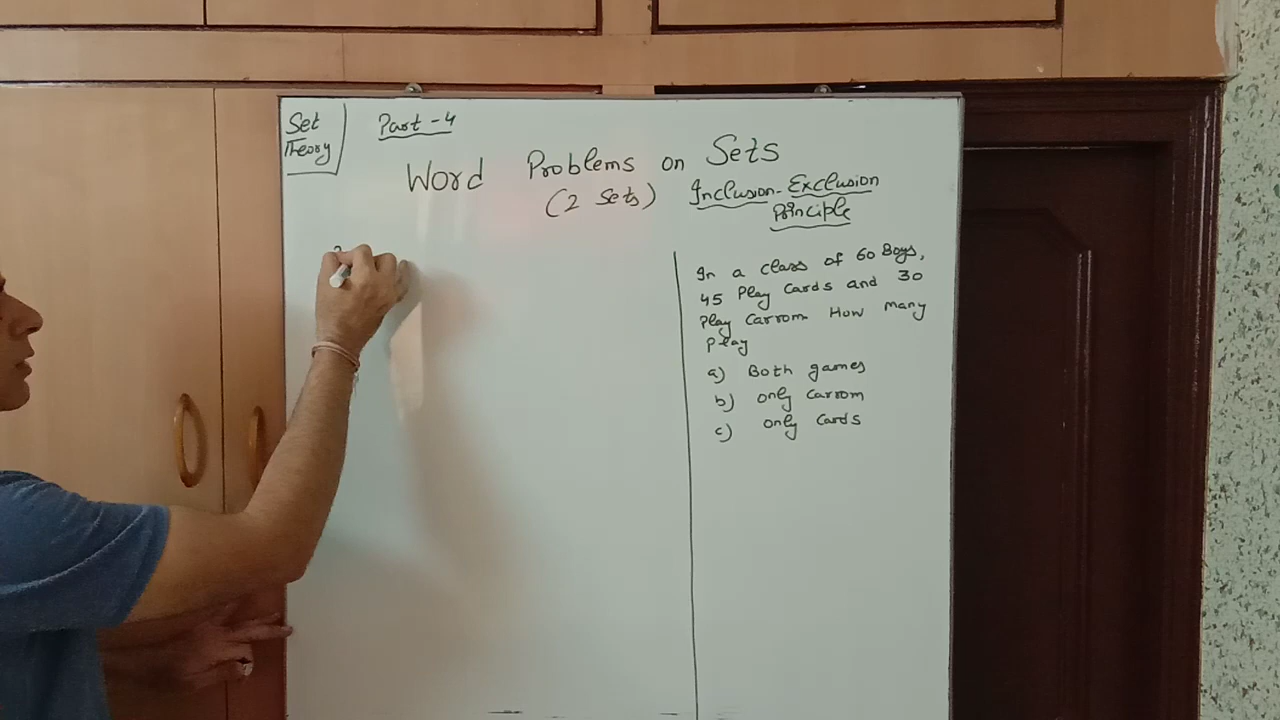 Set
Theory
Part - 4
Word Problems on Sets
(2 Sets) Inclusion-Exclusion
Principle
In a class of 60 Boys,
45 Play Cards and 30
Play Carrom How many
Play
a) Both games
b) only Carrom
c) only Cards